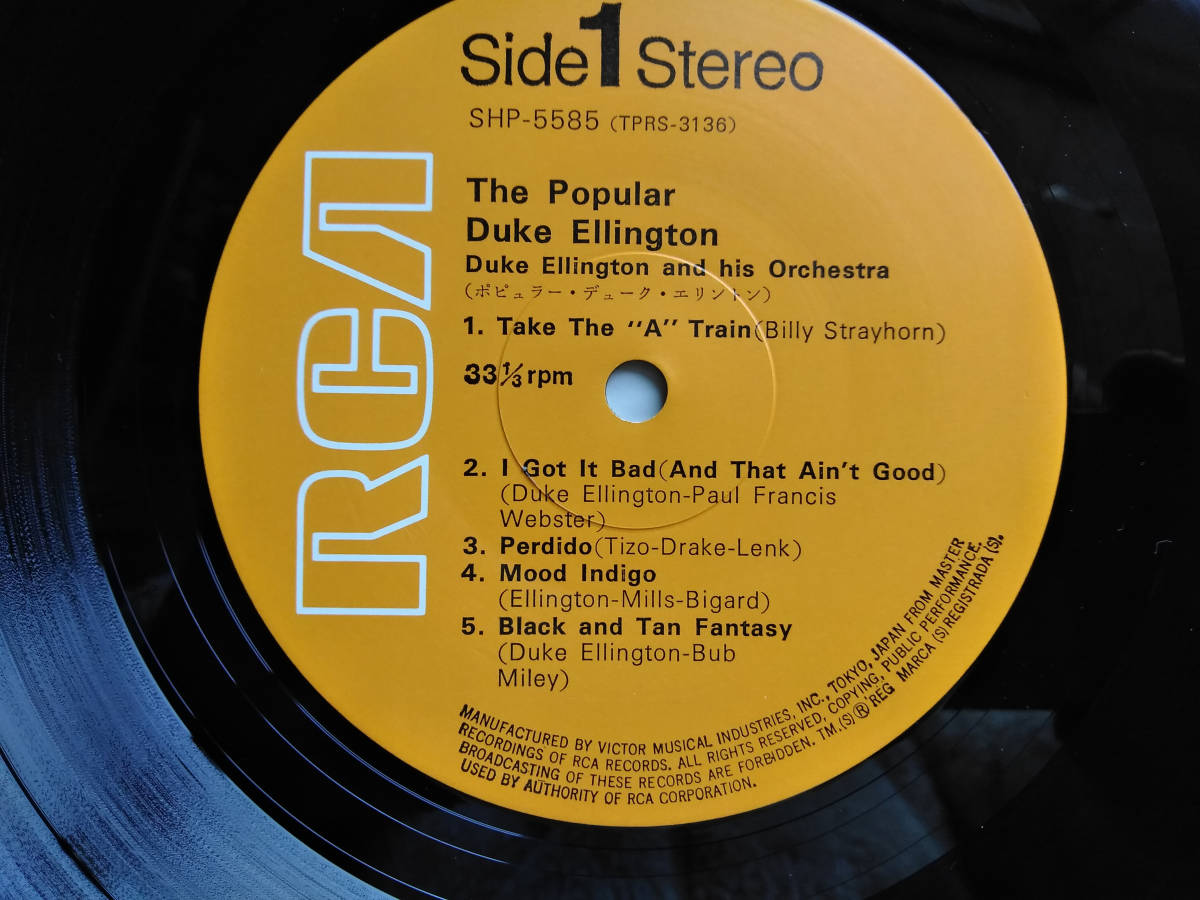 Side 1 Stereo
SHP-5585 (TPRS-3136)
RCA
The Popular
Duke Ellington
Duke Ellington and his Orchestra
(ポピュラー・デューク・エリントン)
1. Take The "A" Train(Billy Strayhorn)
33 1/3 rpm
2. I Got It Bad(And That Ain't Good)
(Duke Ellington-Paul Francis
Webster)
3. Perdido(Tizo-Drake-Lenk)
4. Mood Indigo
(Ellington-Mills-Bigard)
5. Black and Tan Fantasy
(Duke Ellington-Bub
Miley)
MANUFACTURED BY VICTOR MUSICAL INDUSTRIES, INC., TOKYO, JAPAN FROM MASTER
RECORDINGS OF RCA RECORDS. ALL RIGHTS RESERVED, COPYING, PUBLIC PERFORMANCE,
BROADCASTING OF THESE RECORDS ARE FORBIDDEN. TM.(S)® REG MARCA (S) REGISTRADA (S).
USED BY AUTHORITY OF RCA CORPORATION.